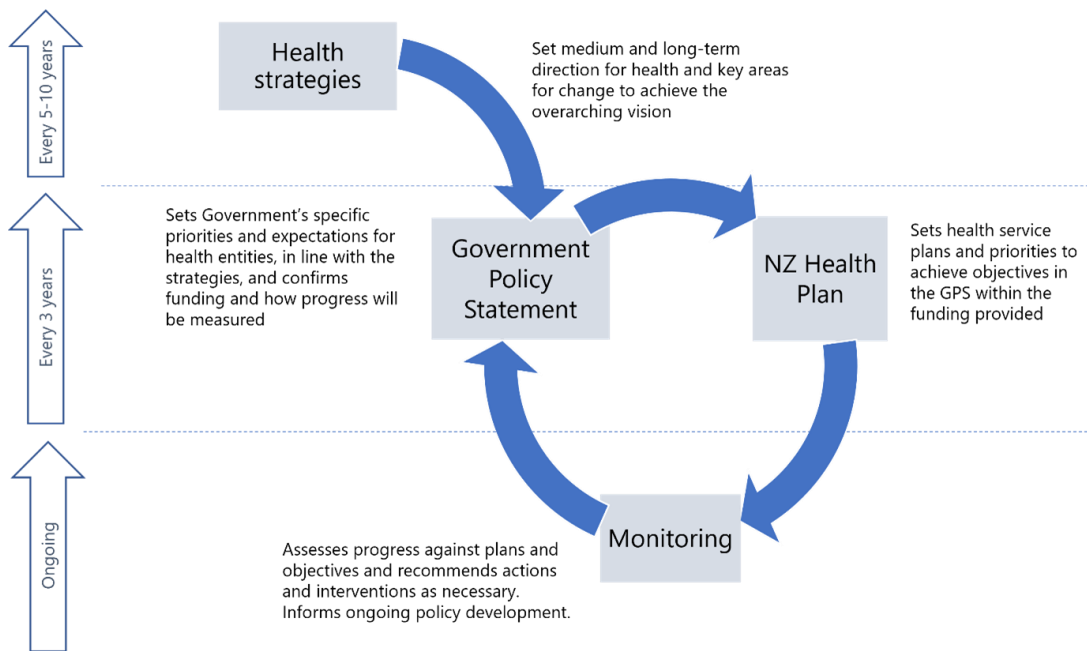 Every 5-10 years
Health
strategies
Set medium and long-term
direction for health and key areas
for change to achieve the
overarching vision
Every 3 years
Sets Government’s specific
priorities and expectations for
health entities, in line with the
strategies, and confirms
funding and how progress will
be measured
Government
Policy
Statement
NZ Health
Plan
Sets health service
plans and priorities to
achieve objectives in
the GPS within the
funding provided
Ongoing
Monitoring
Assesses progress against plans and
objectives and recommends actions
and interventions as necessary.
Informs ongoing policy development.